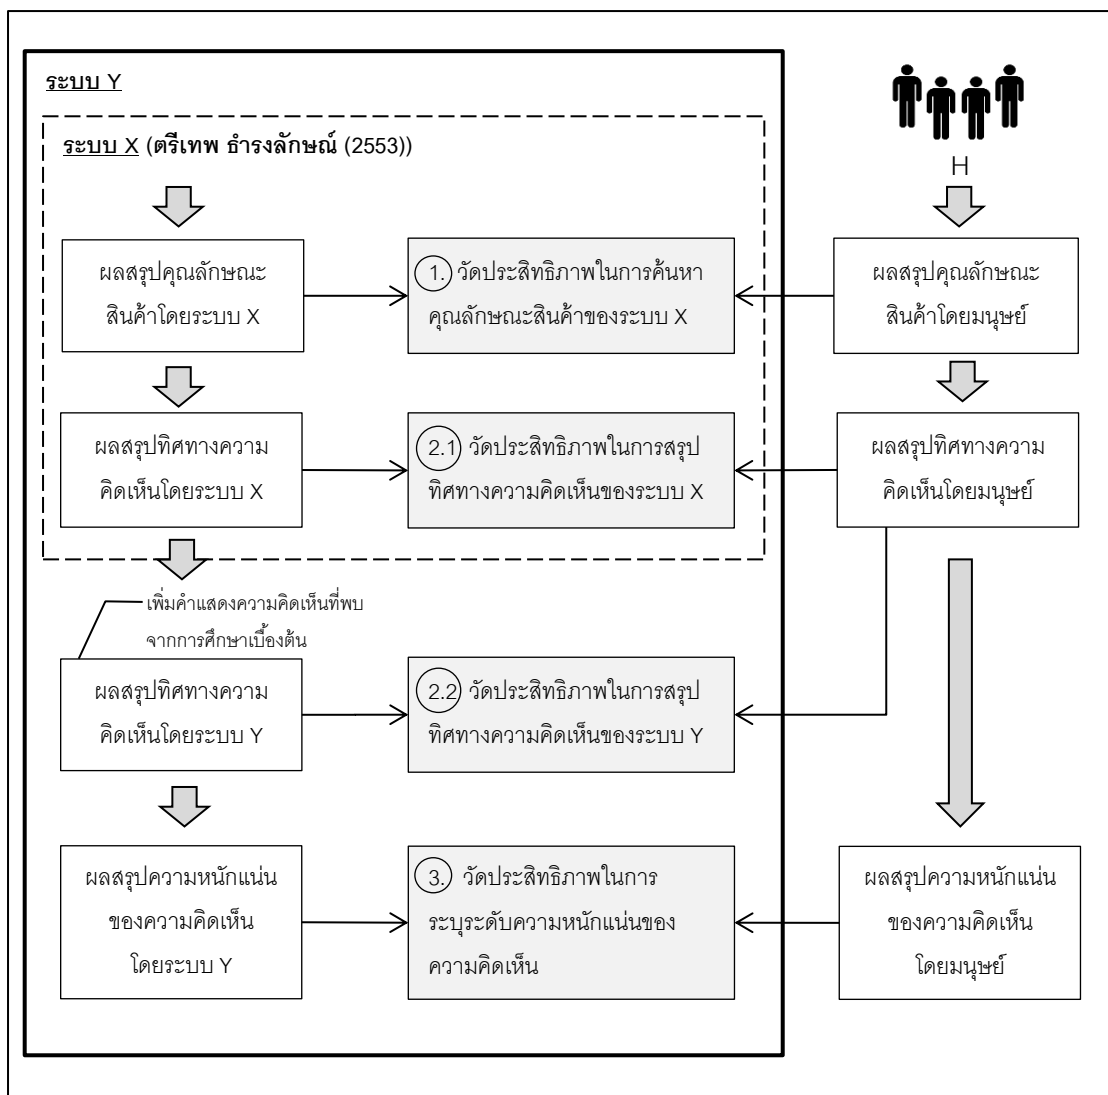 ระบบ Y
ระบบ X (ตรีเทพ ธำรงลักษณ์ (2553))
H
ผลสรุปคุณลักษณะ
สินค้าโดยระบบ X
1. วัดประสิทธิภาพในการค้นหา
คุณลักษณะสินค้าของระบบ X
ผลสรุปคุณลักษณะ
สินค้าโดยมนุษย์
ผลสรุปทิศทางความ
คิดเห็นโดยระบบ X
2.1 วัดประสิทธิภาพในการสรุป
ทิศทางความคิดเห็นของระบบ X
ผลสรุปทิศทางความ
คิดเห็นโดยมนุษย์
เพิ่มคำแสดงความคิดเห็นที่พบ
จากการศึกษาเบื้องต้น
ผลสรุปทิศทางความ
คิดเห็นโดยระบบ Y
2.2 วัดประสิทธิภาพในการสรุป
ทิศทางความคิดเห็นของระบบ Y
ผลสรุปความหนักแน่น
ของความคิดเห็น
โดยระบบ Y
3. วัดประสิทธิภาพในการ
ระบุระดับความหนักแน่นของ
ความคิดเห็น
ผลสรุปความหนักแน่น
ของความคิดเห็น
โดยมนุษย์